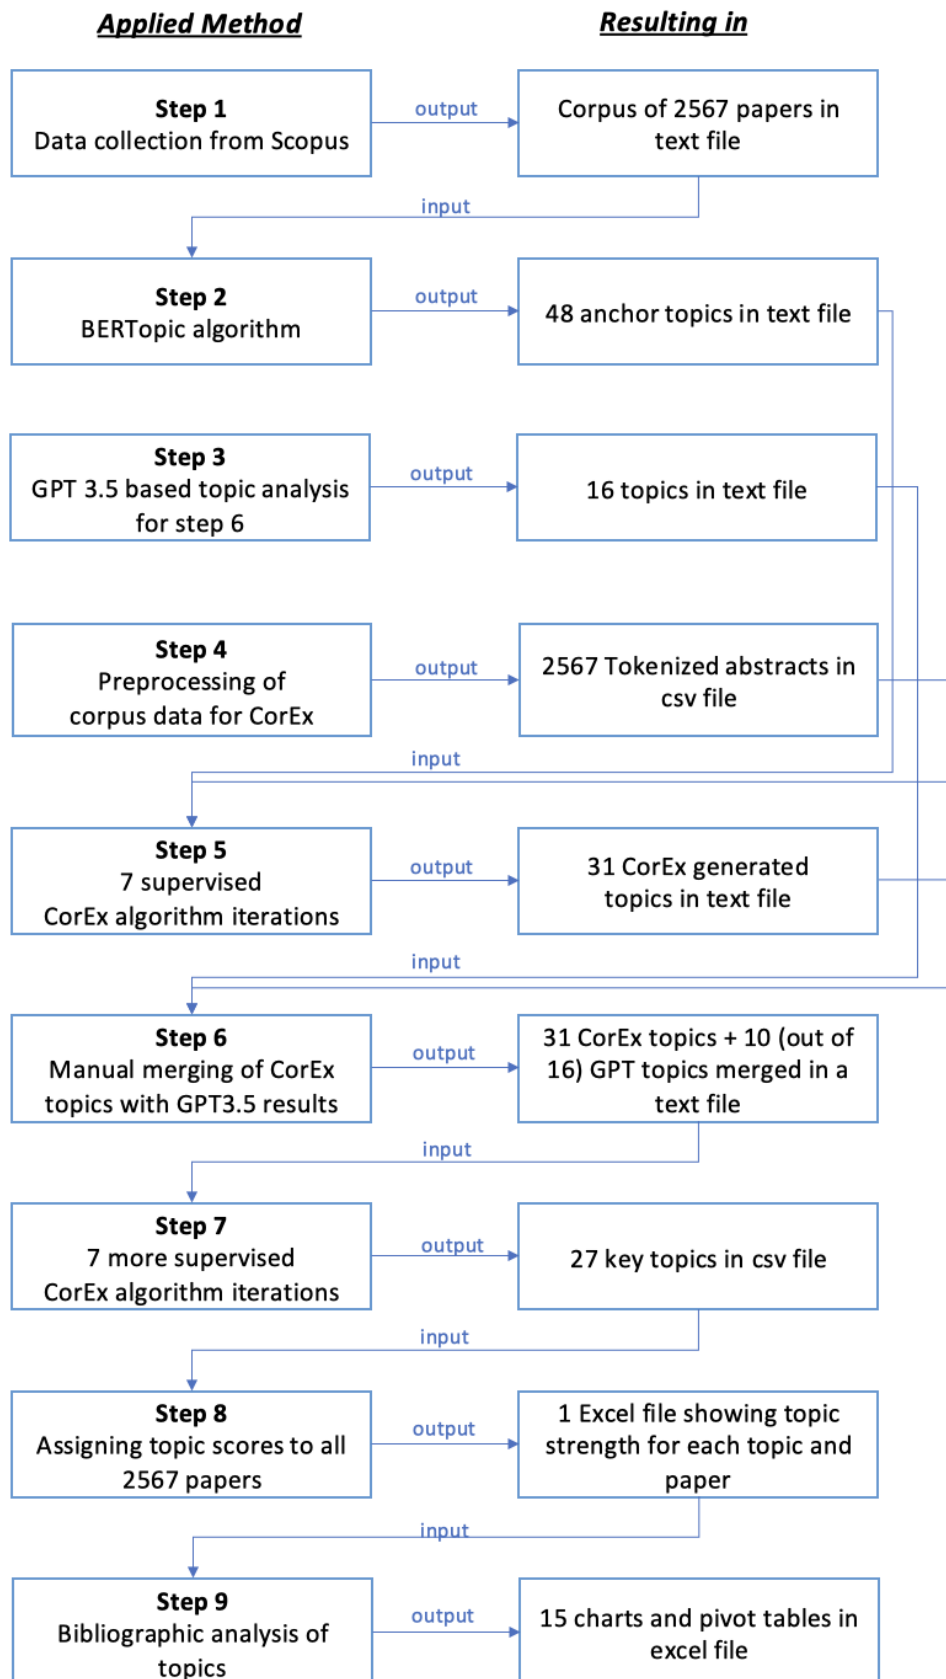 Applied Method
Resulting in
Step 1
Data collection from Scopus
output
Corpus of 2567 papers in
text file
input
Step 2
BERTopic algorithm
output
48 anchor topics in text file
Step 3
GPT 3.5 based topic analysis
for step 6
output
16 topics in text file
Step 4
Preprocessing of
corpus data for CorEx
output
2567 Tokenized abstracts in
csv file
input
Step 5
7 supervised
CorEx algorithm iterations
output
31 CorEx generated
topics in text file
input
Step 6
Manual merging of CorEx
topics with GPT3.5 results
output
31 CorEx topics + 10 (out of
16) GPT topics merged in a
text file
input
Step 7
7 more supervised
CorEx algorithm iterations
output
27 key topics in csv file
input
Step 8
Assigning topic scores to all
2567 papers
output
1 Excel file showing topic
strength for each topic and
paper
input
Step 9
Bibliographic analysis of
topics
output
15 charts and pivot tables in
excel file